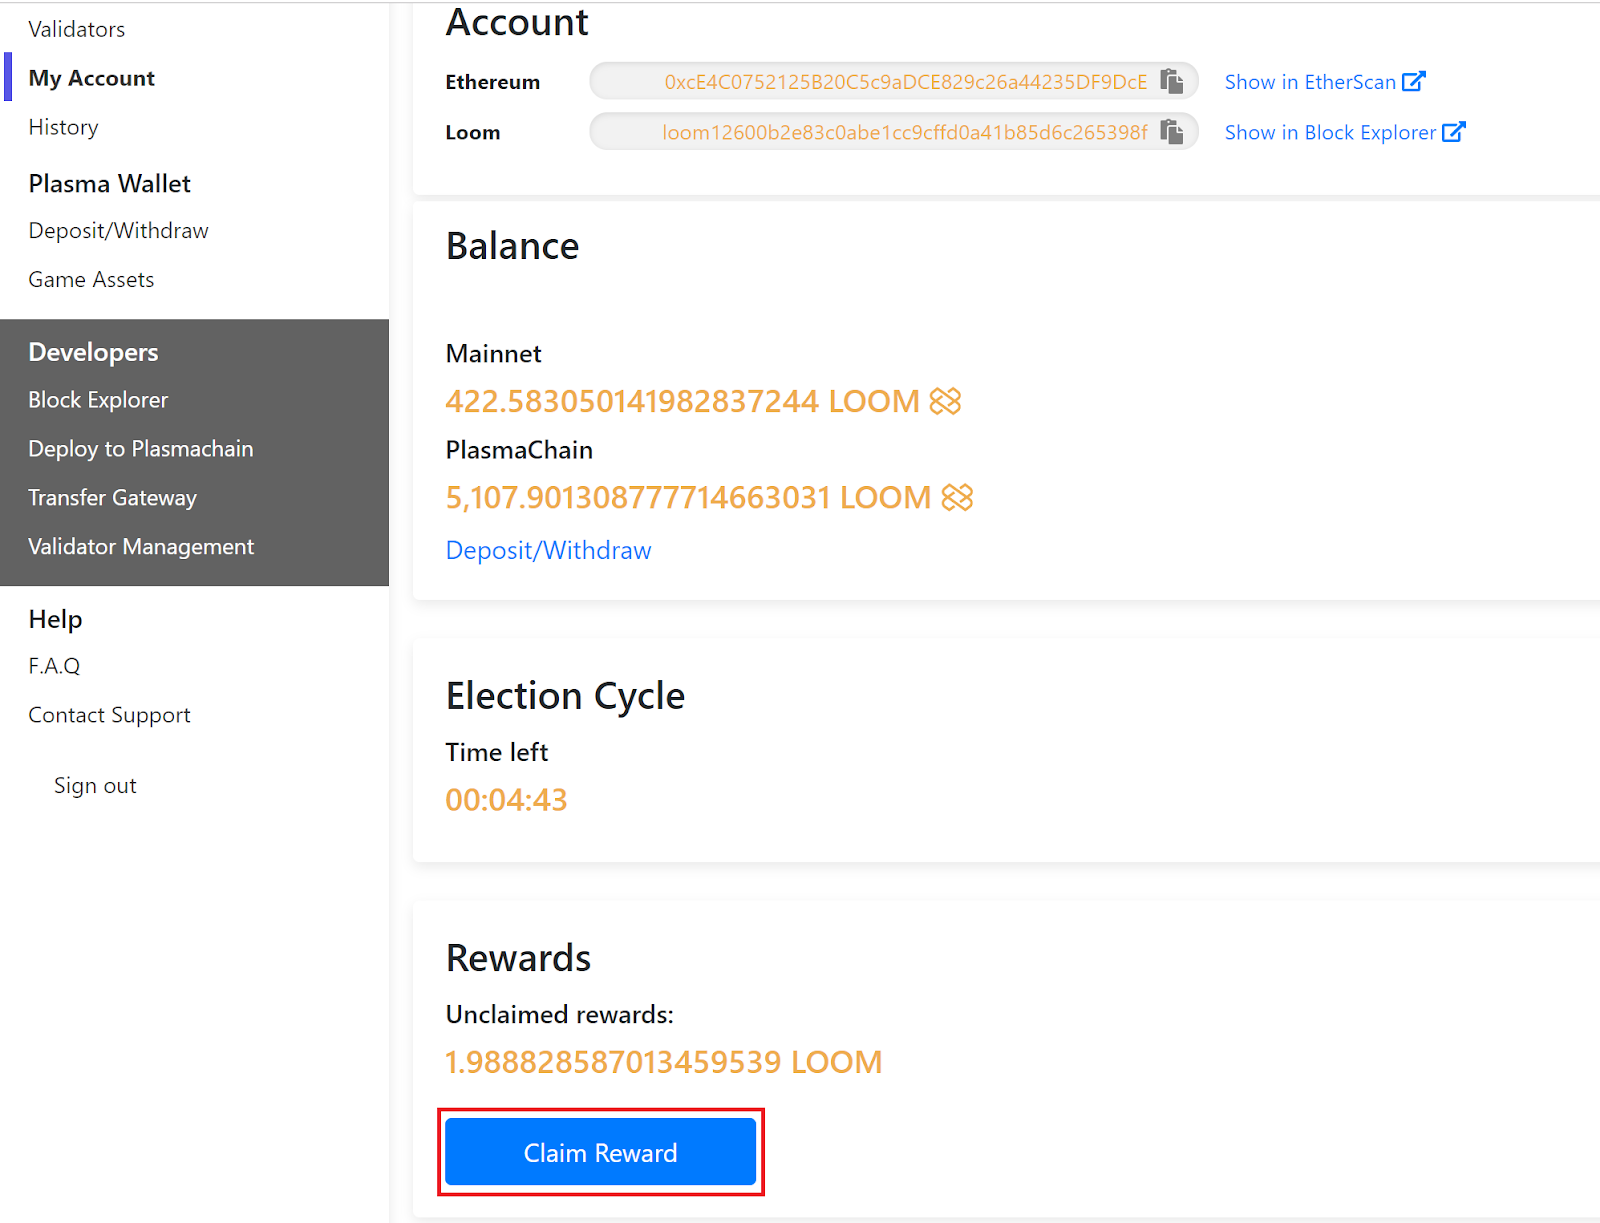 Validators
My Account
History
Plasma Wallet
Deposit/Withdraw
Game Assets
Developers
Block Explorer
Deploy to Plasmachain
Transfer Gateway
Validator Management
Help
F.A.Q
Contact Support
Sign out
Account
Ethereum 0xcE4C0752125B20C5c9aDCE829c26a44235DF9DcE Show in EtherScan
Loom loom12600b2e83c0abe1cc9cffd0a41b85d6c265398f Show in Block Explorer
Balance
Mainnet
422.583050141982837244 LOOM
PlasmaChain
5,107.901308777714663031 LOOM
Deposit/Withdraw
Election Cycle
Time left
00:04:43
Rewards
Unclaimed rewards:
1.988828587013459539 LOOM
Claim Reward